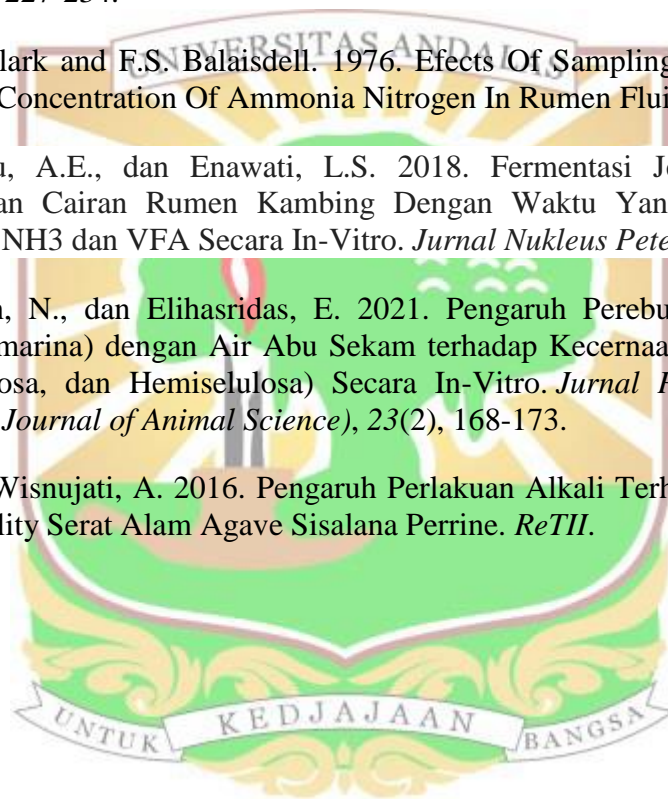 227-234.
UNIVERSITAS ANDALAS
lark and F.S. Balaisdell. 1976. Efects Of Sampling
Concentration Of Ammonia Nitrogen In Rumen Flui
u, A.E., dan Enawati, L.S. 2018. Fermentasi Je
an Cairan Rumen Kambing Dengan Waktu Yan
NH3 dan VFA Secara In-Vitro. Jurnal Nukleus Pete
n, N., dan Elihasridas, E. 2021. Pengaruh Perebu
marina) dengan Air Abu Sekam terhadap Kecernaa
osa, dan Hemiselulosa) Secara In-Vitro. Jurnal P
Journal of Animal Science), 23(2), 168-173.
Wisnujati, A. 2016. Pengaruh Perlakuan Alkali Terh
lity Serat Alam Agave Sisalana Perrine. ReTII.
UNTUK KEDJAJAAN BANGSA